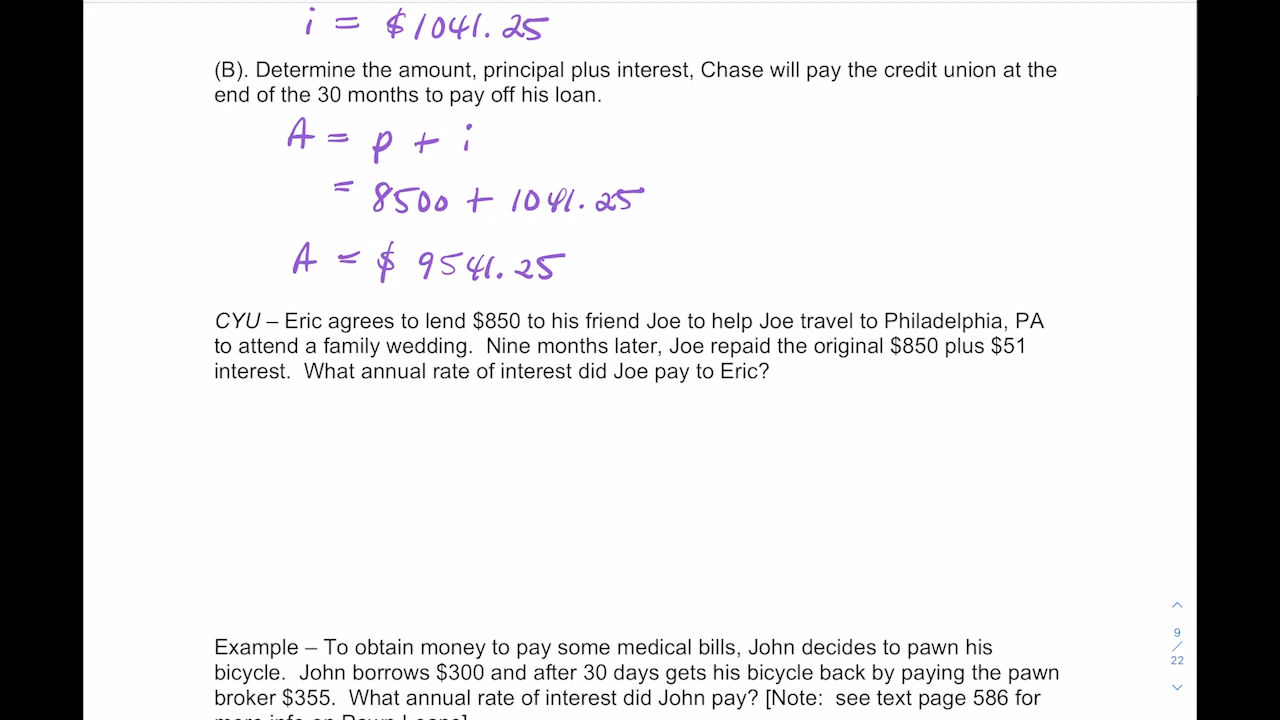 i = $1041.25
(B). Determine the amount, principal plus interest, Chase will pay the credit union at the
end of the 30 months to pay off his loan.
A = p + i
= 8500 + 1041.25
A = $ 9541.25
CYU – Eric agrees to lend $850 to his friend Joe to help Joe travel to Philadelphia, PA
to attend a family wedding.  Nine months later, Joe repaid the original $850 plus $51
interest.  What annual rate of interest did Joe pay to Eric?
9
/
22
Example – To obtain money to pay some medical bills, John decides to pawn his
bicycle.  John borrows $300 and after 30 days gets his bicycle back by paying the pawn
broker $355.  What annual rate of interest did John pay? [Note:  see text page 586 for
more info on Pawn Loans]